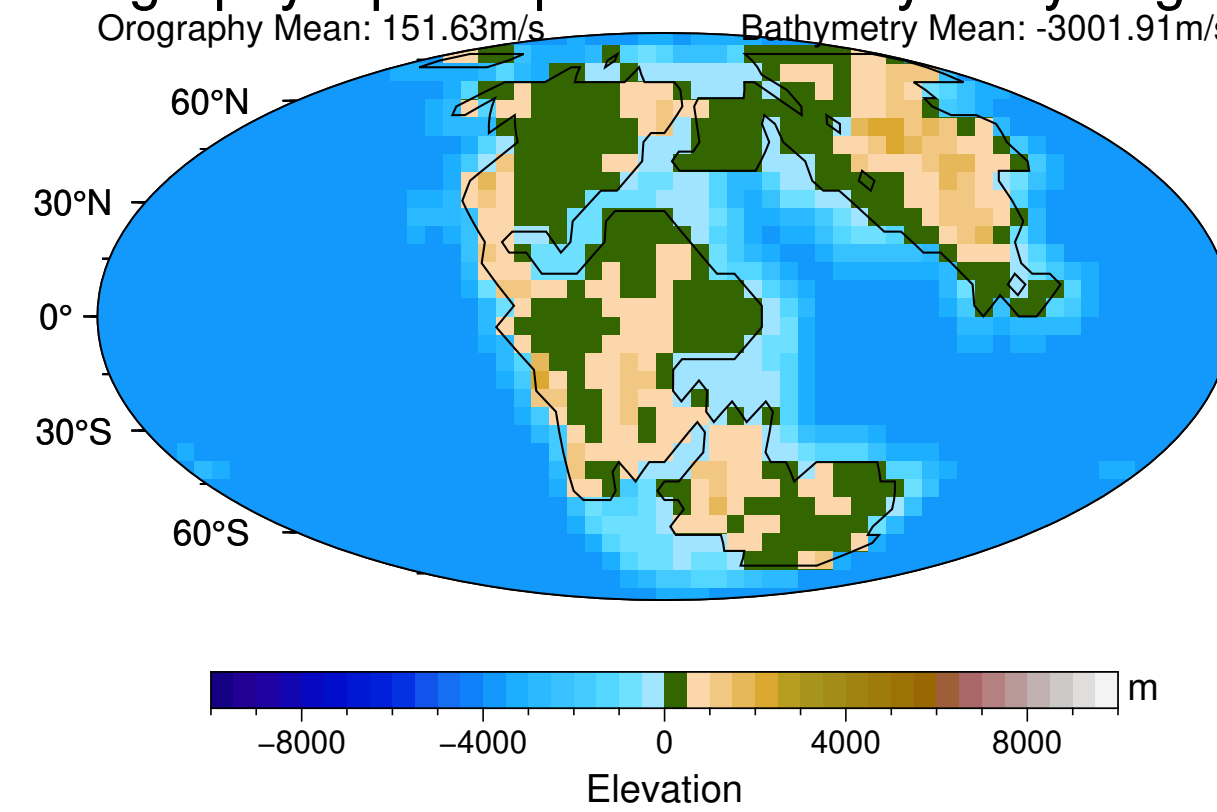 Orography Mean: 151.63m/s Bathymetry Mean: -3001.91m/s
60°N
30°N
0°
30°S
60°S
m
−8000 −4000 0 4000 8000
Elevation